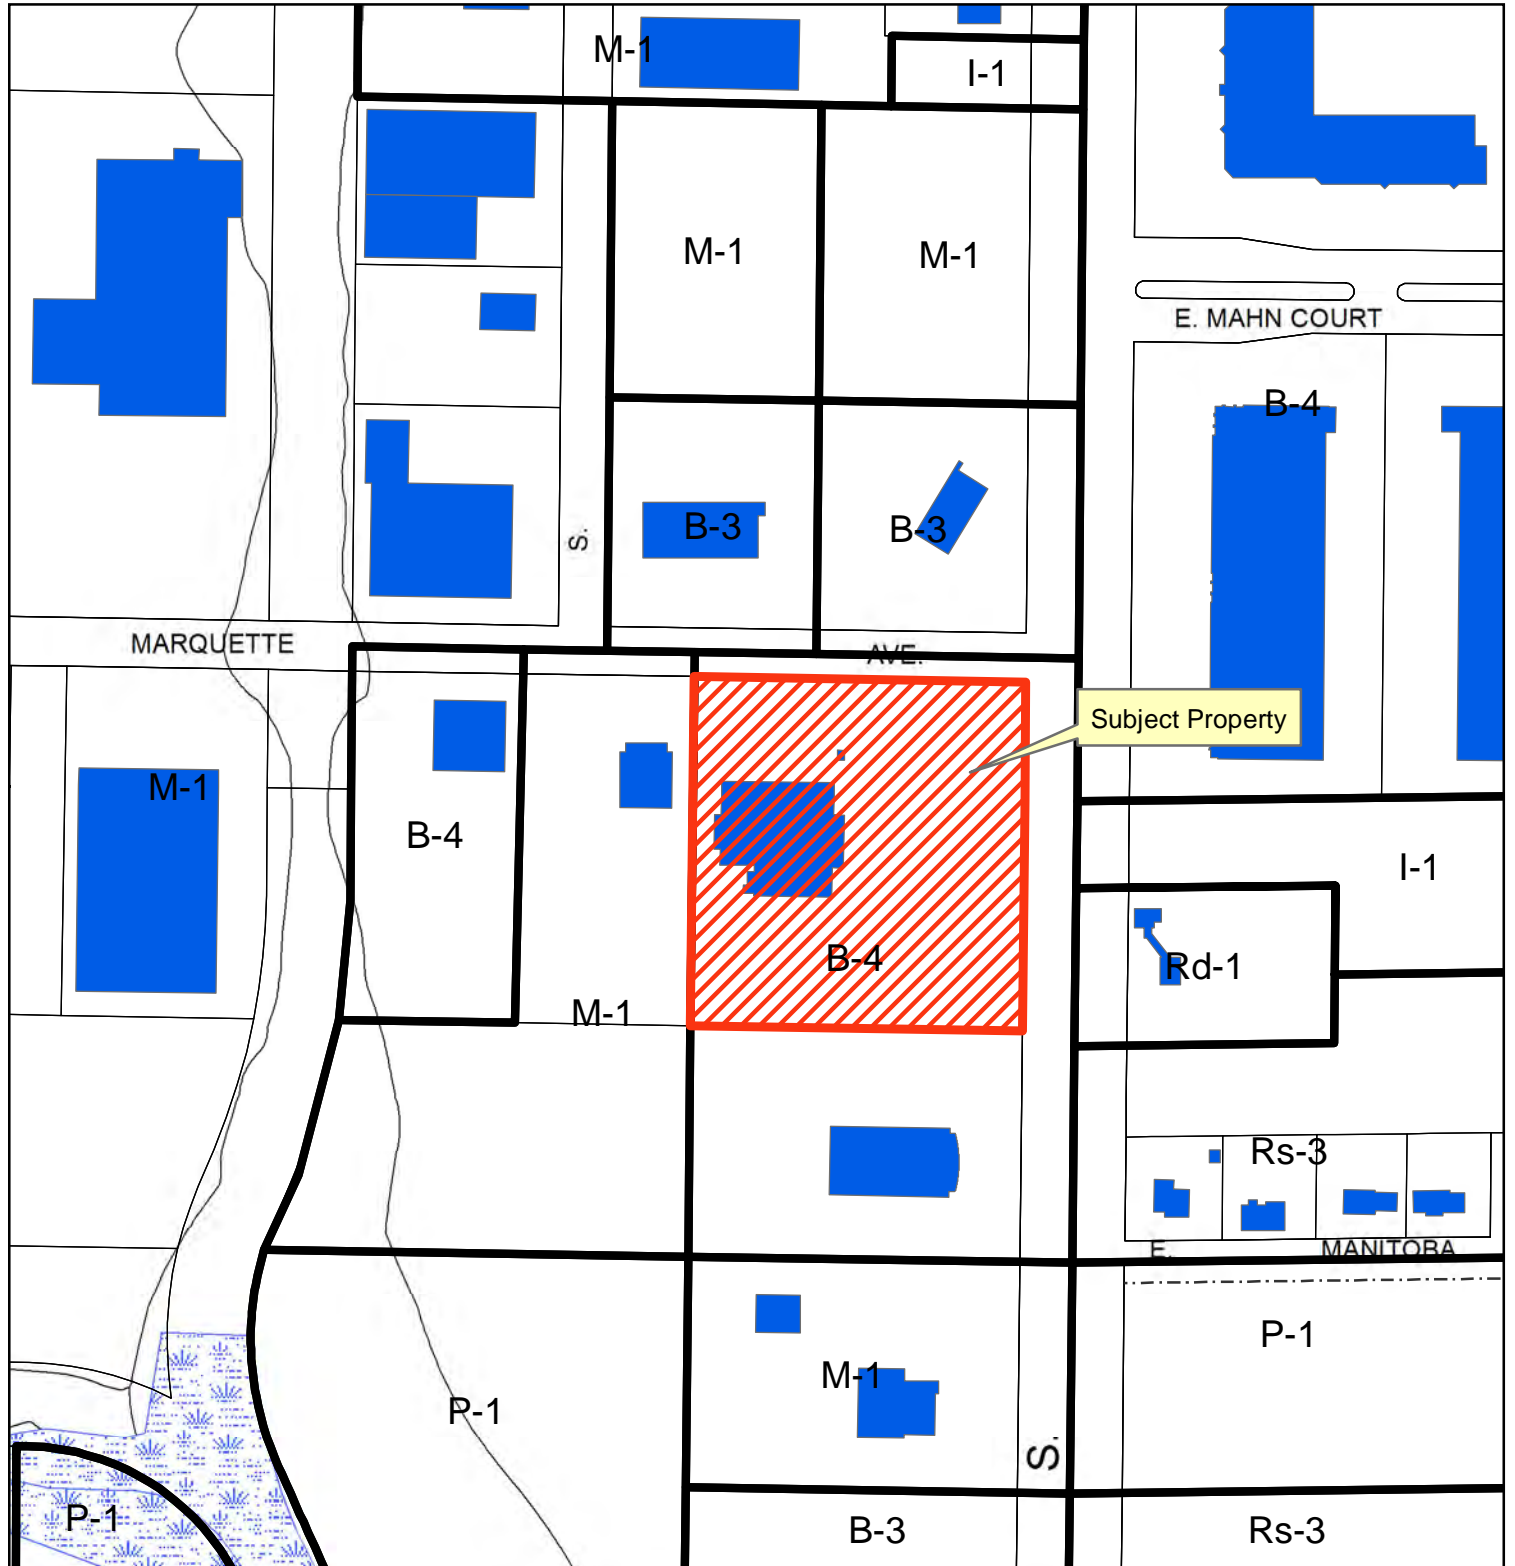 M-1
I-1
M-1
M-1
E. MAHN COURT
B-4
S.
B-3
B-3
MARQUETTE
AVE.
Subject Property
M-1
B-4
I-1
B-4
Rd-1
M-1
Rs-3
E.
MANITOBA
P-1
M-1
P-1
S.
P-1
B-3
Rs-3